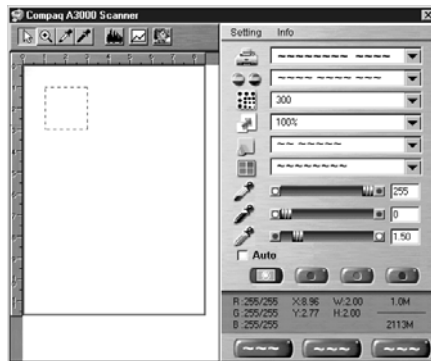 Compaq A3000 Scanner
Setting Info
300
100%
255
0
1.50
Auto
R:255/255 X:8.96 W:2.00 1.0M
G:255/255 Y:2.77 H:2.00
B:255/255 2113M